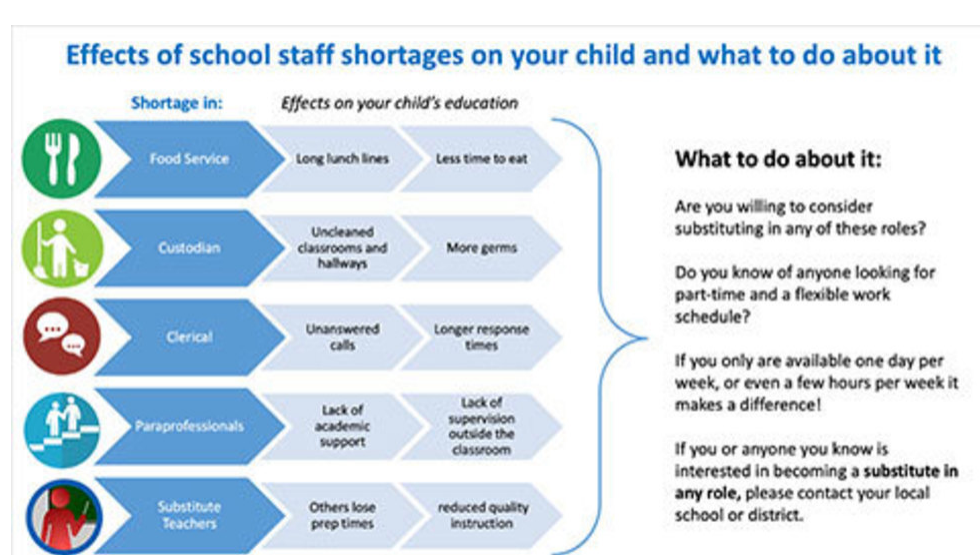 Effects of school staff shortages on your child and what to do about it
Shortage in:
Effects on your child's education
Food Service
Long lunch lines
Less time to eat
Custodian
Uncleaned
classrooms and
hallways
More germs
Clerical
Unanswered
calls
Longer response
times
Paraprofessionals
Lack of
academic
support
Lack of
supervision
outside the
classroom
Substitute
Teachers
Others lose
prep times
reduced quality
instruction
What to do about it:
Are you willing to consider
substituting in any of these roles?
Do you know of anyone looking for
part-time and a flexible work
schedule?
If you only are available one day per
week, or even a few hours per week it
makes a difference!
If you or anyone you know is
interested in becoming a substitute in
any role, please contact your local
school or district.